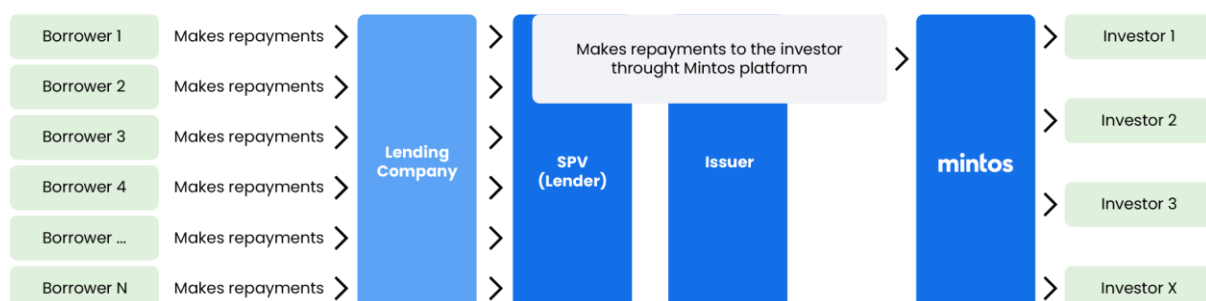 Borrower 1
Makes repayments
Borrower 2
Makes repayments
Borrower 3
Makes repayments
Borrower 4
Makes repayments
Borrower ...
Makes repayments
Borrower N
Makes repayments
Lending
Company
SPV
(Lender)
Issuer
Makes repayments to the investor
throught Mintos platform
mintos
Investor 1
Investor 2
Investor 3
Investor X